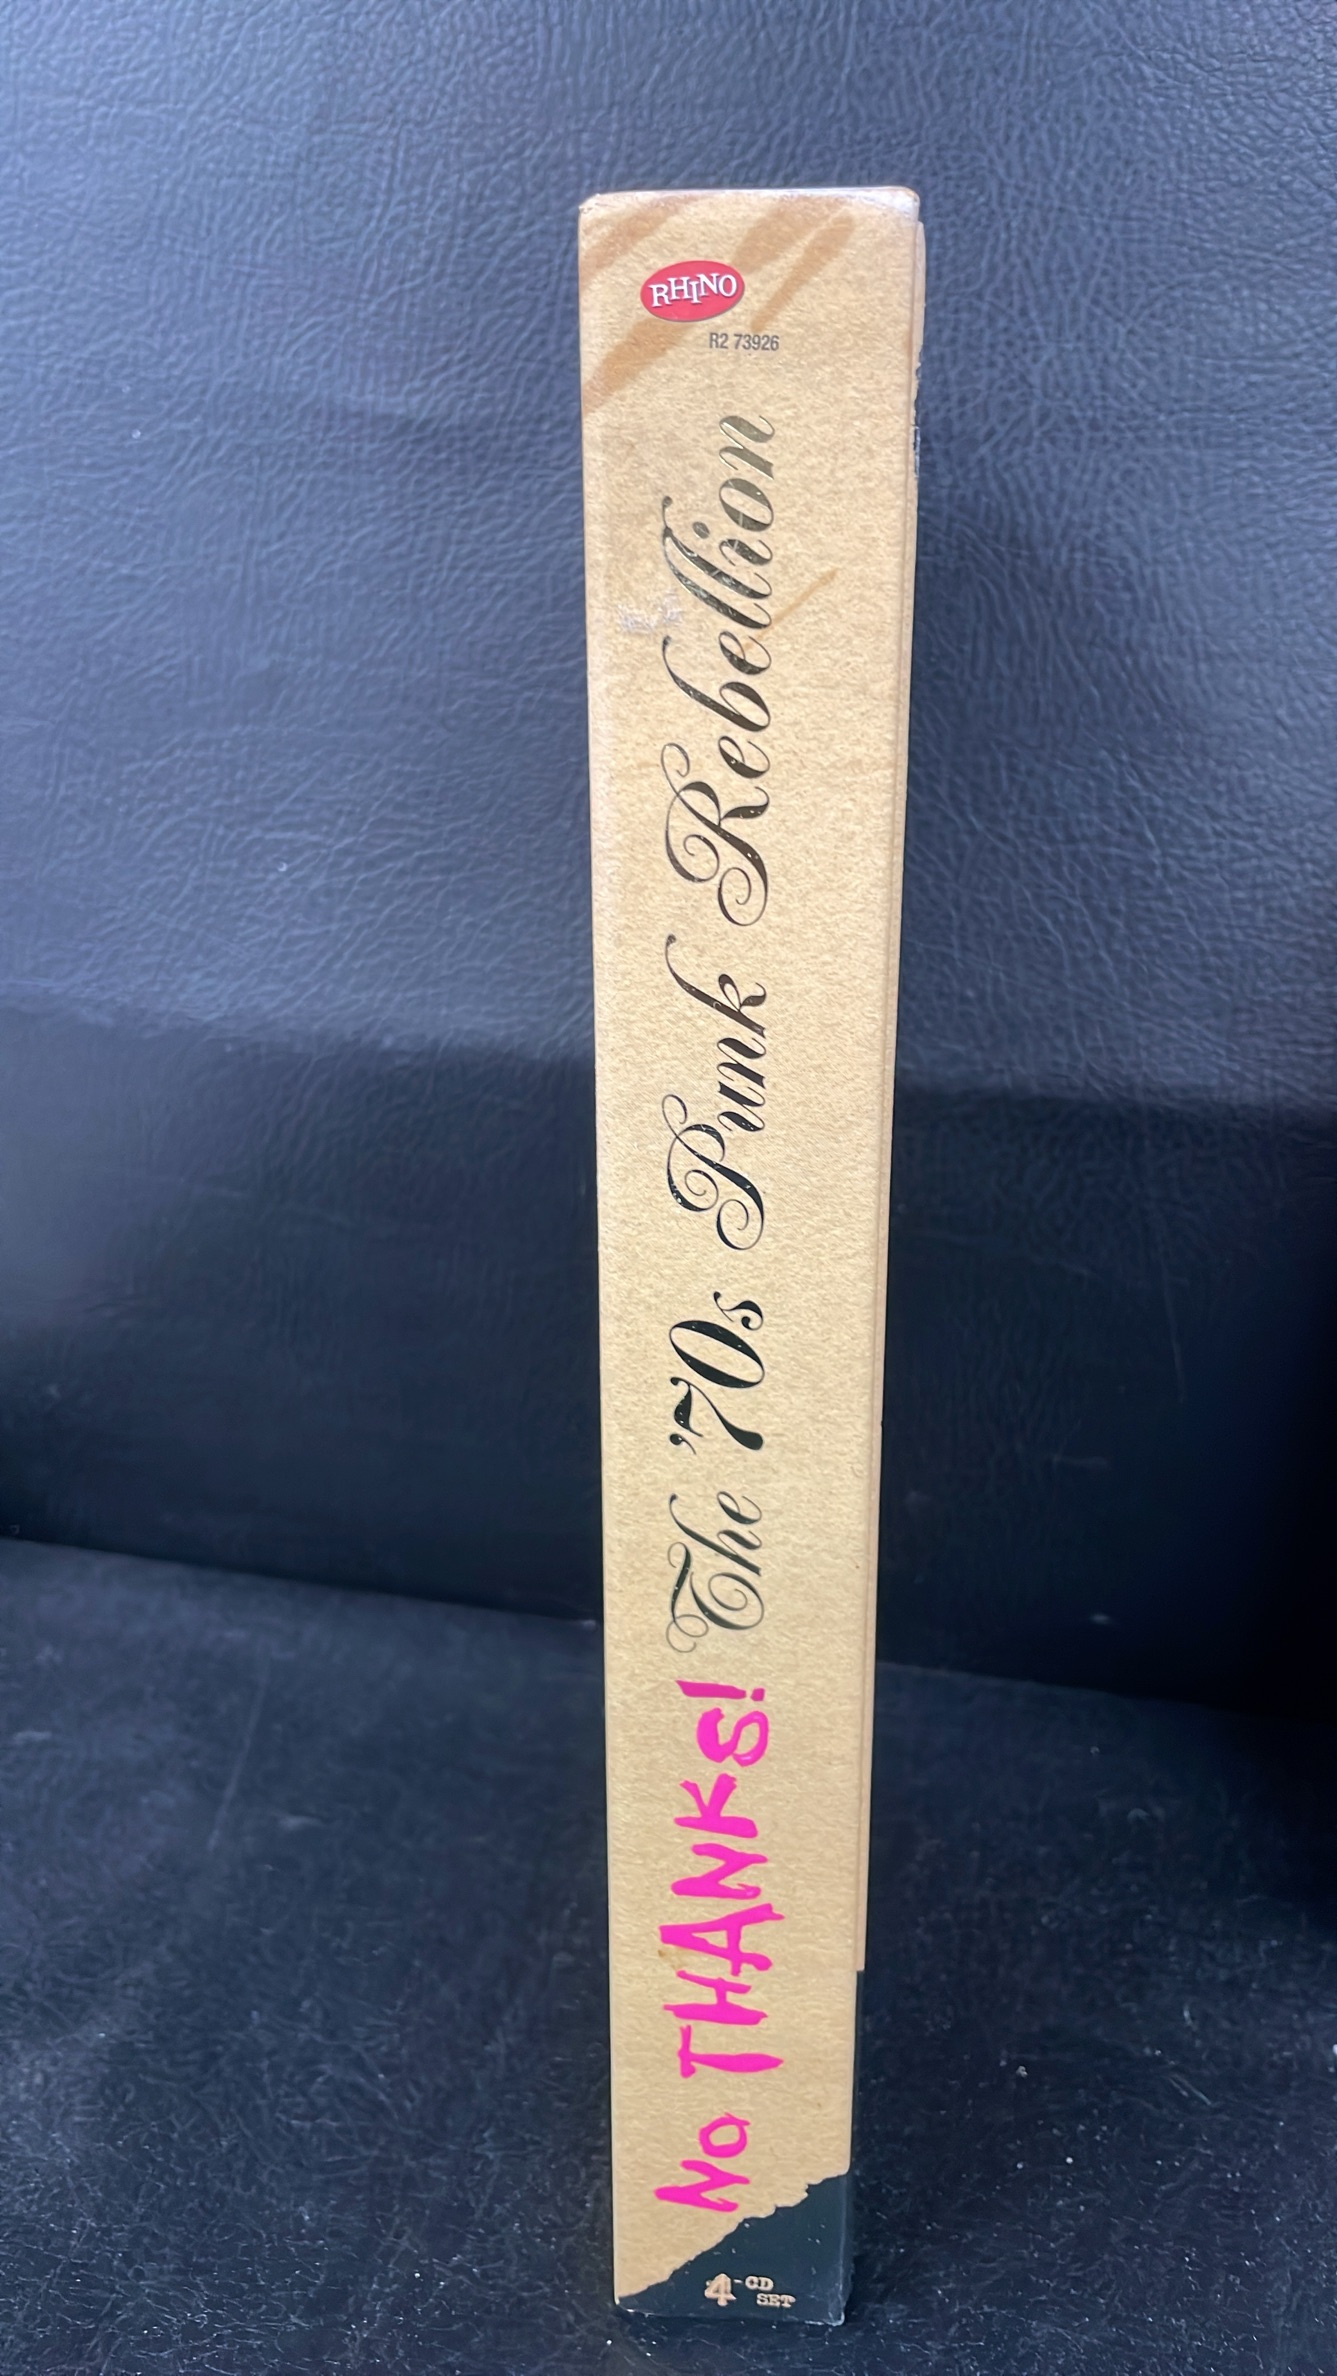 RHINO
R2 73926
No THANKS! The '70s Punk Rebellion
4-CD
SET